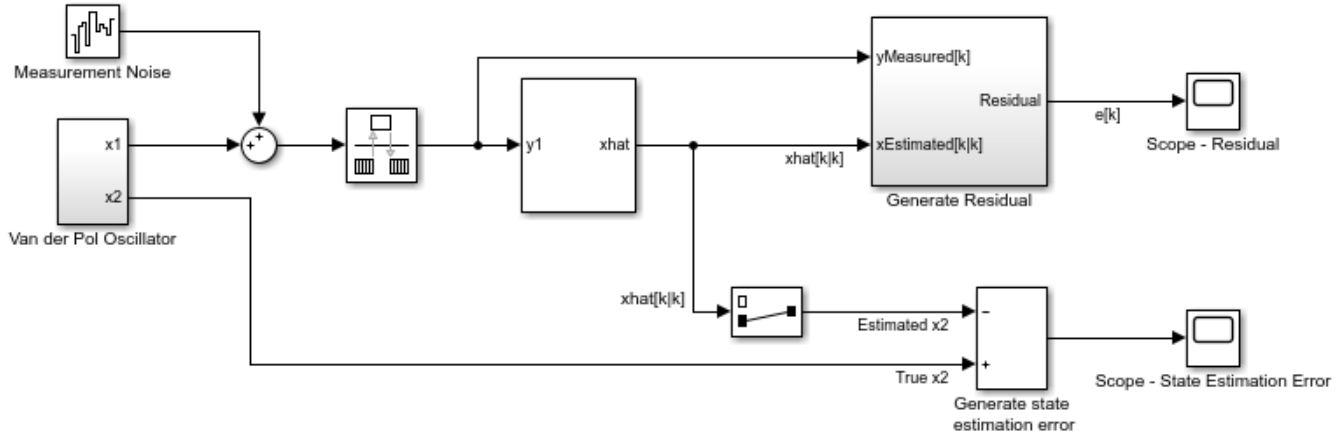 Measurement Noise
x1
x2
Van der Pol Oscillator
y1
xhat
xhat[k|k]
yMeasured[k]
xEstimated[k|k]
Residual
Generate Residual
e[k]
Scope - Residual
xhat[k|k]
Estimated x2
True x2
Generate state
estimation error
Scope - State Estimation Error